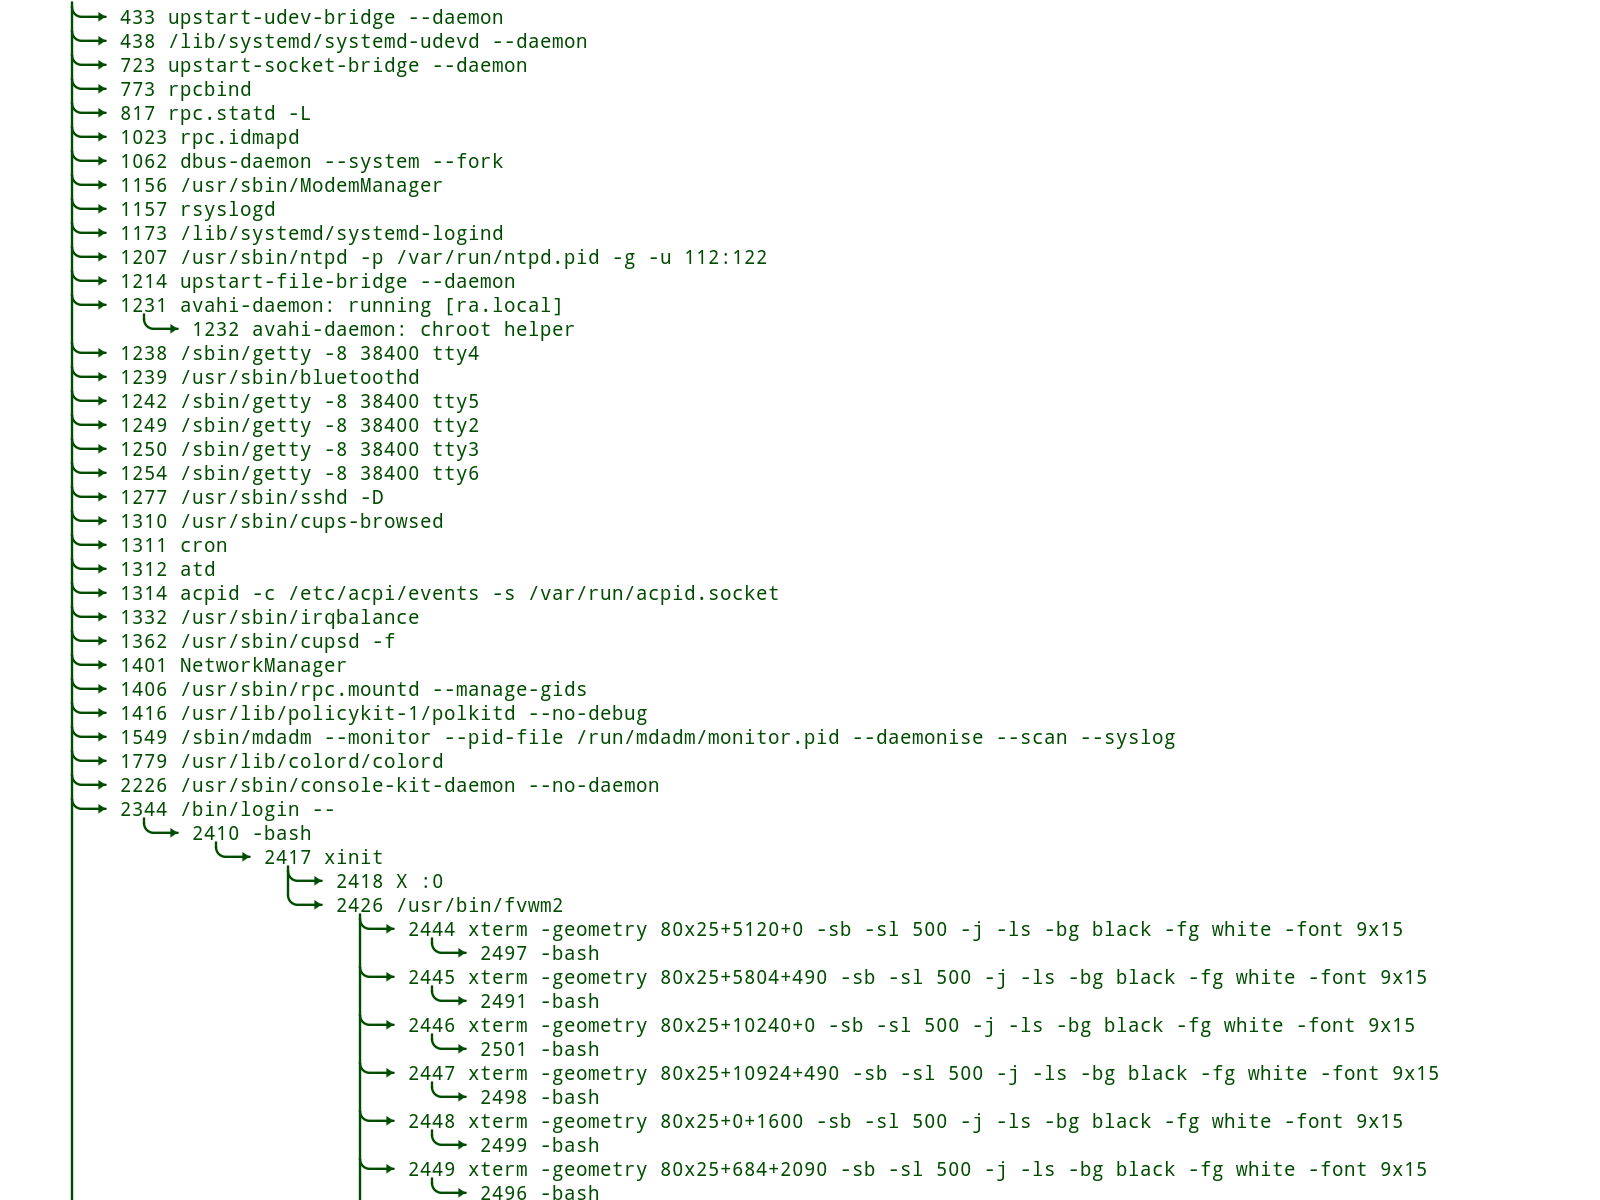 433 upstart-udev-bridge --daemon
438 /lib/systemd/systemd-udevd --daemon
723 upstart-socket-bridge --daemon
773 rpcbind
817 rpc.statd -L
1023 rpc.idmapd
1062 dbus-daemon --system --fork
1156 /usr/sbin/ModemManager
1157 rsyslogd
1173 /lib/systemd/systemd-logind
1207 /usr/sbin/ntpd -p /var/run/ntpd.pid -g -u 112:122
1214 upstart-file-bridge --daemon
1231 avahi-daemon: running [ra.local]
1232 avahi-daemon: chroot helper
1238 /sbin/getty -8 38400 tty4
1239 /usr/sbin/bluetoothd
1242 /sbin/getty -8 38400 tty5
1249 /sbin/getty -8 38400 tty2
1250 /sbin/getty -8 38400 tty3
1254 /sbin/getty -8 38400 tty6
1277 /usr/sbin/sshd -D
1310 /usr/sbin/cups-browsed
1311 cron
1312 atd
1314 acpid -c /etc/acpi/events -s /var/run/acpid.socket
1332 /usr/sbin/irqbalance
1362 /usr/sbin/cupsd -f
1401 NetworkManager
1406 /usr/sbin/rpc.mountd --manage-gids
1416 /usr/lib/policykit-1/polkitd --no-debug
1549 /sbin/mdadm --monitor --pid-file /run/mdadm/monitor.pid --daemonise --scan --syslog
1779 /usr/lib/colord/colord
2226 /usr/sbin/console-kit-daemon --no-daemon
2344 /bin/login --
2410 -bash
2417 xinit
2418 X :0
2426 /usr/bin/fvwm2
2444 xterm -geometry 80x25+5120+0 -sb -sl 500 -j -ls -bg black -fg white -font 9x15
2497 -bash
2445 xterm -geometry 80x25+5804+490 -sb -sl 500 -j -ls -bg black -fg white -font 9x15
2491 -bash
2446 xterm -geometry 80x25+10240+0 -sb -sl 500 -j -ls -bg black -fg white -font 9x15
2501 -bash
2447 xterm -geometry 80x25+10924+490 -sb -sl 500 -j -ls -bg black -fg white -font 9x15
2498 -bash
2448 xterm -geometry 80x25+0+1600 -sb -sl 500 -j -ls -bg black -fg white -font 9x15
2499 -bash
2449 xterm -geometry 80x25+684+2090 -sb -sl 500 -j -ls -bg black -fg white -font 9x15
2496 -bash